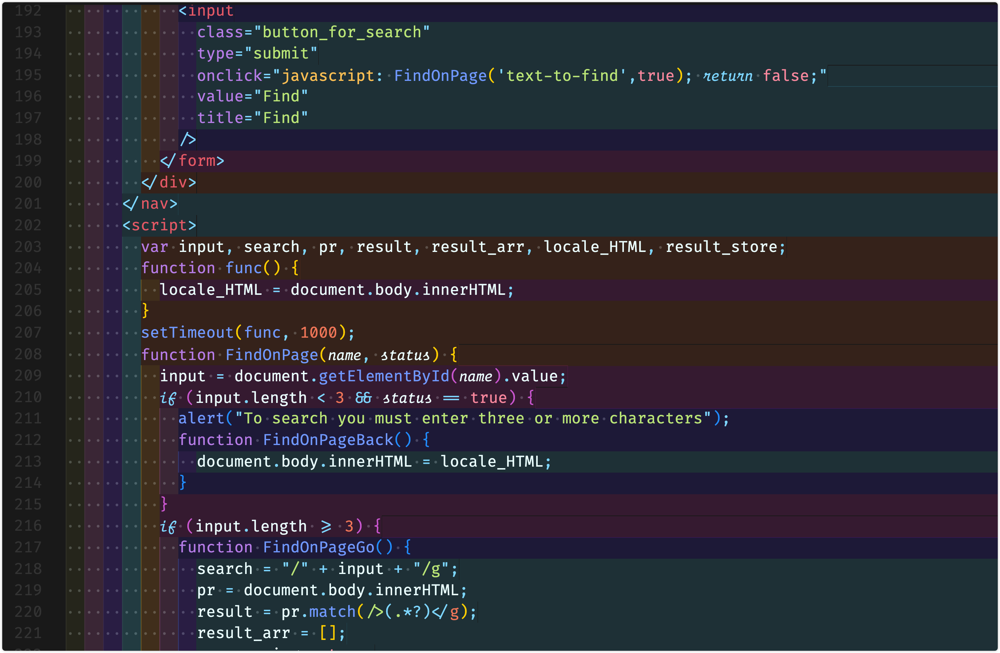 192 <input
193 class="button_for_search"
194 type="submit"
195 onclick="javascript: FindOnPage('text-to-find',true); return false;"
196 value="Find"
197 title="Find"
198 />
199 </form>
200 </div>
201 </nav>
202 <script>
203 var input, search, pr, result, result_arr, locale_HTML, result_store;
204 function func() {
205 locale_HTML = document.body.innerHTML;
206 }
207 setTimeout(func, 1000);
208 function FindOnPage(name, status) {
209 input = document.getElementById(name).value;
210 if (input.length < 3 && status == true) {
211 alert("To search you must enter three or more characters");
212 function FindOnPageBack() {
213 document.body.innerHTML = locale_HTML;
214 }
215 }
216 if (input.length >= 3) {
217 function FindOnPageGo() {
218 search = "/" + input + "/g";
219 pr = document.body.innerHTML;
220 result = pr.match(/>(.*?)</g);
221 result_arr = [];